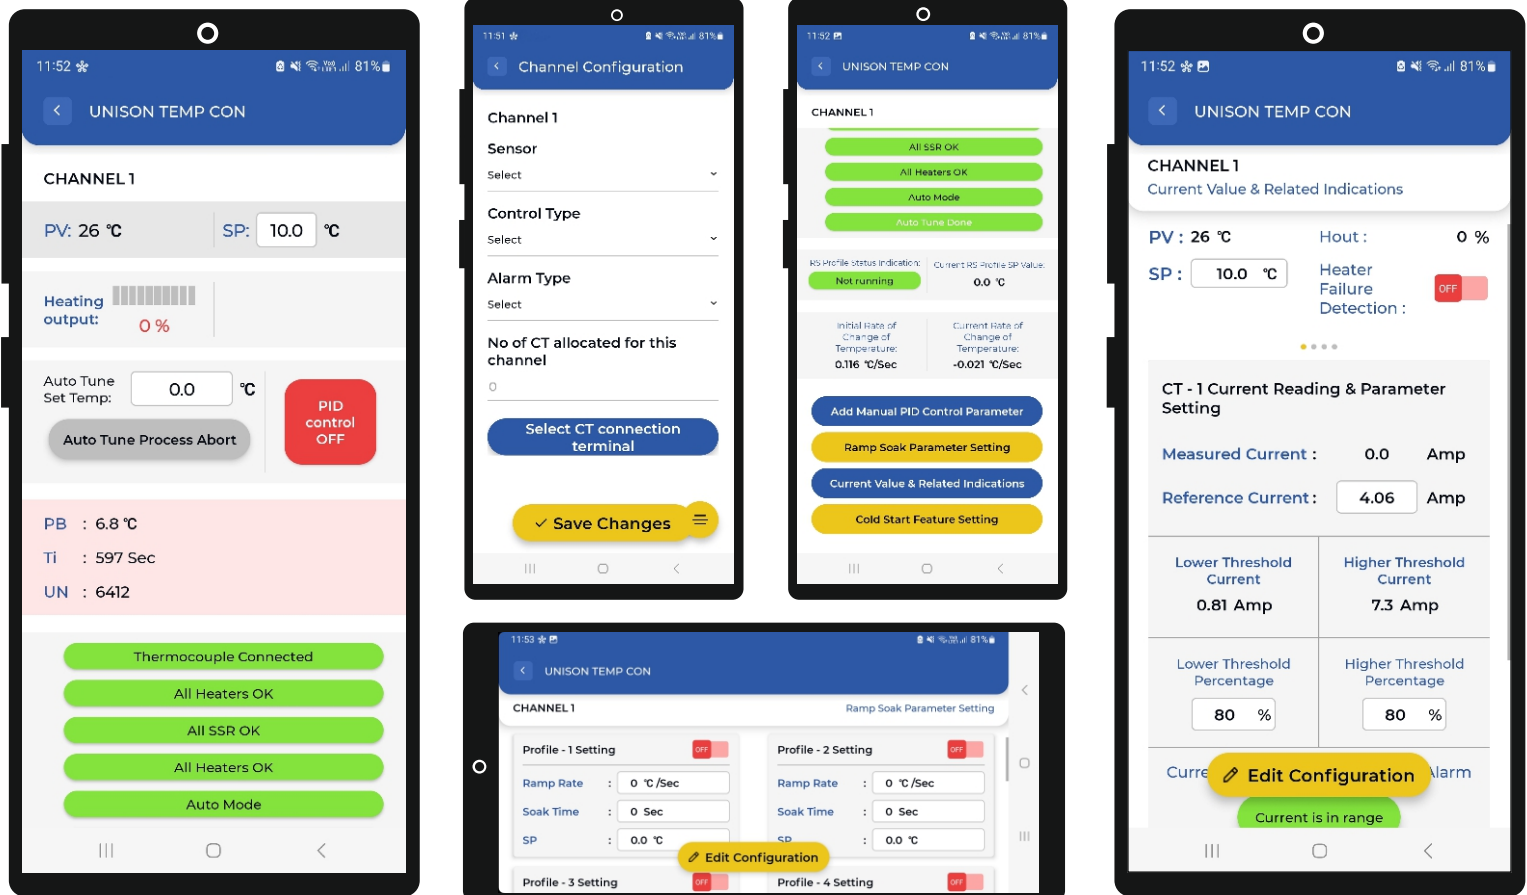 11:52
81%
UNISON TEMP CON
CHANNEL 1
PV: 26 °C
SP: 10.0 °C
Heating output:
0 %
Auto Tune Set Temp: 0.0 °C
Auto Tune Process Abort
PID control OFF
PB : 6.8 °C
Ti : 597 Sec
UN : 6412
Thermocouple Connected
All Heaters OK
All SSR OK
All Heaters OK
Auto Mode
11:51
81%
Channel Configuration
Channel 1
Sensor
Select
Control Type
Select
Alarm Type
Select
No of CT allocated for this
channel
0
Select CT connection
terminal
Save Changes
11:52
81%
UNISON TEMP CON
CHANNEL 1
All SSR OK
All Heaters OK
Auto Mode
Auto Tune Done
RS Profile Status Indication:
Not running
Current RS Profile SP Value:
0.0 °C
Initial Rate of
Change of
Temperature:
0.116 °C/Sec
Current Rate of
Change of
Temperature:
-0.021 °C/Sec
Add Manual PID Control Parameter
Ramp Soak Parameter Setting
Current Value & Related Indications
Cold Start Feature Setting
11:53
81%
UNISON TEMP CON
CHANNEL 1
Ramp Soak Parameter Setting
Profile - 1 Setting OFF
Ramp Rate : 0 °C /Sec
Soak Time : 0 Sec
SP : 0.0 °C
Profile - 2 Setting OFF
Ramp Rate : 0 °C /Sec
Soak Time : 0 Sec
SP : 0.0 °C
Edit Configuration
Profile - 3 Setting OFF
Profile - 4 Setting OFF
11:52
81%
UNISON TEMP CON
CHANNEL 1
Current Value & Related Indications
PV : 26 °C
Hout : 0 %
SP : 10.0 °C
Heater
Failure
Detection :
OFF
CT - 1 Current Reading & Parameter
Setting
Measured Current : 0.0 Amp
Reference Current : 4.06 Amp
Lower Threshold
Current
0.81 Amp
Higher Threshold
Current
7.3 Amp
Lower Threshold
Percentage
80 %
Higher Threshold
Percentage
80 %
Curre
Alarm
Edit Configuration
Current is in range